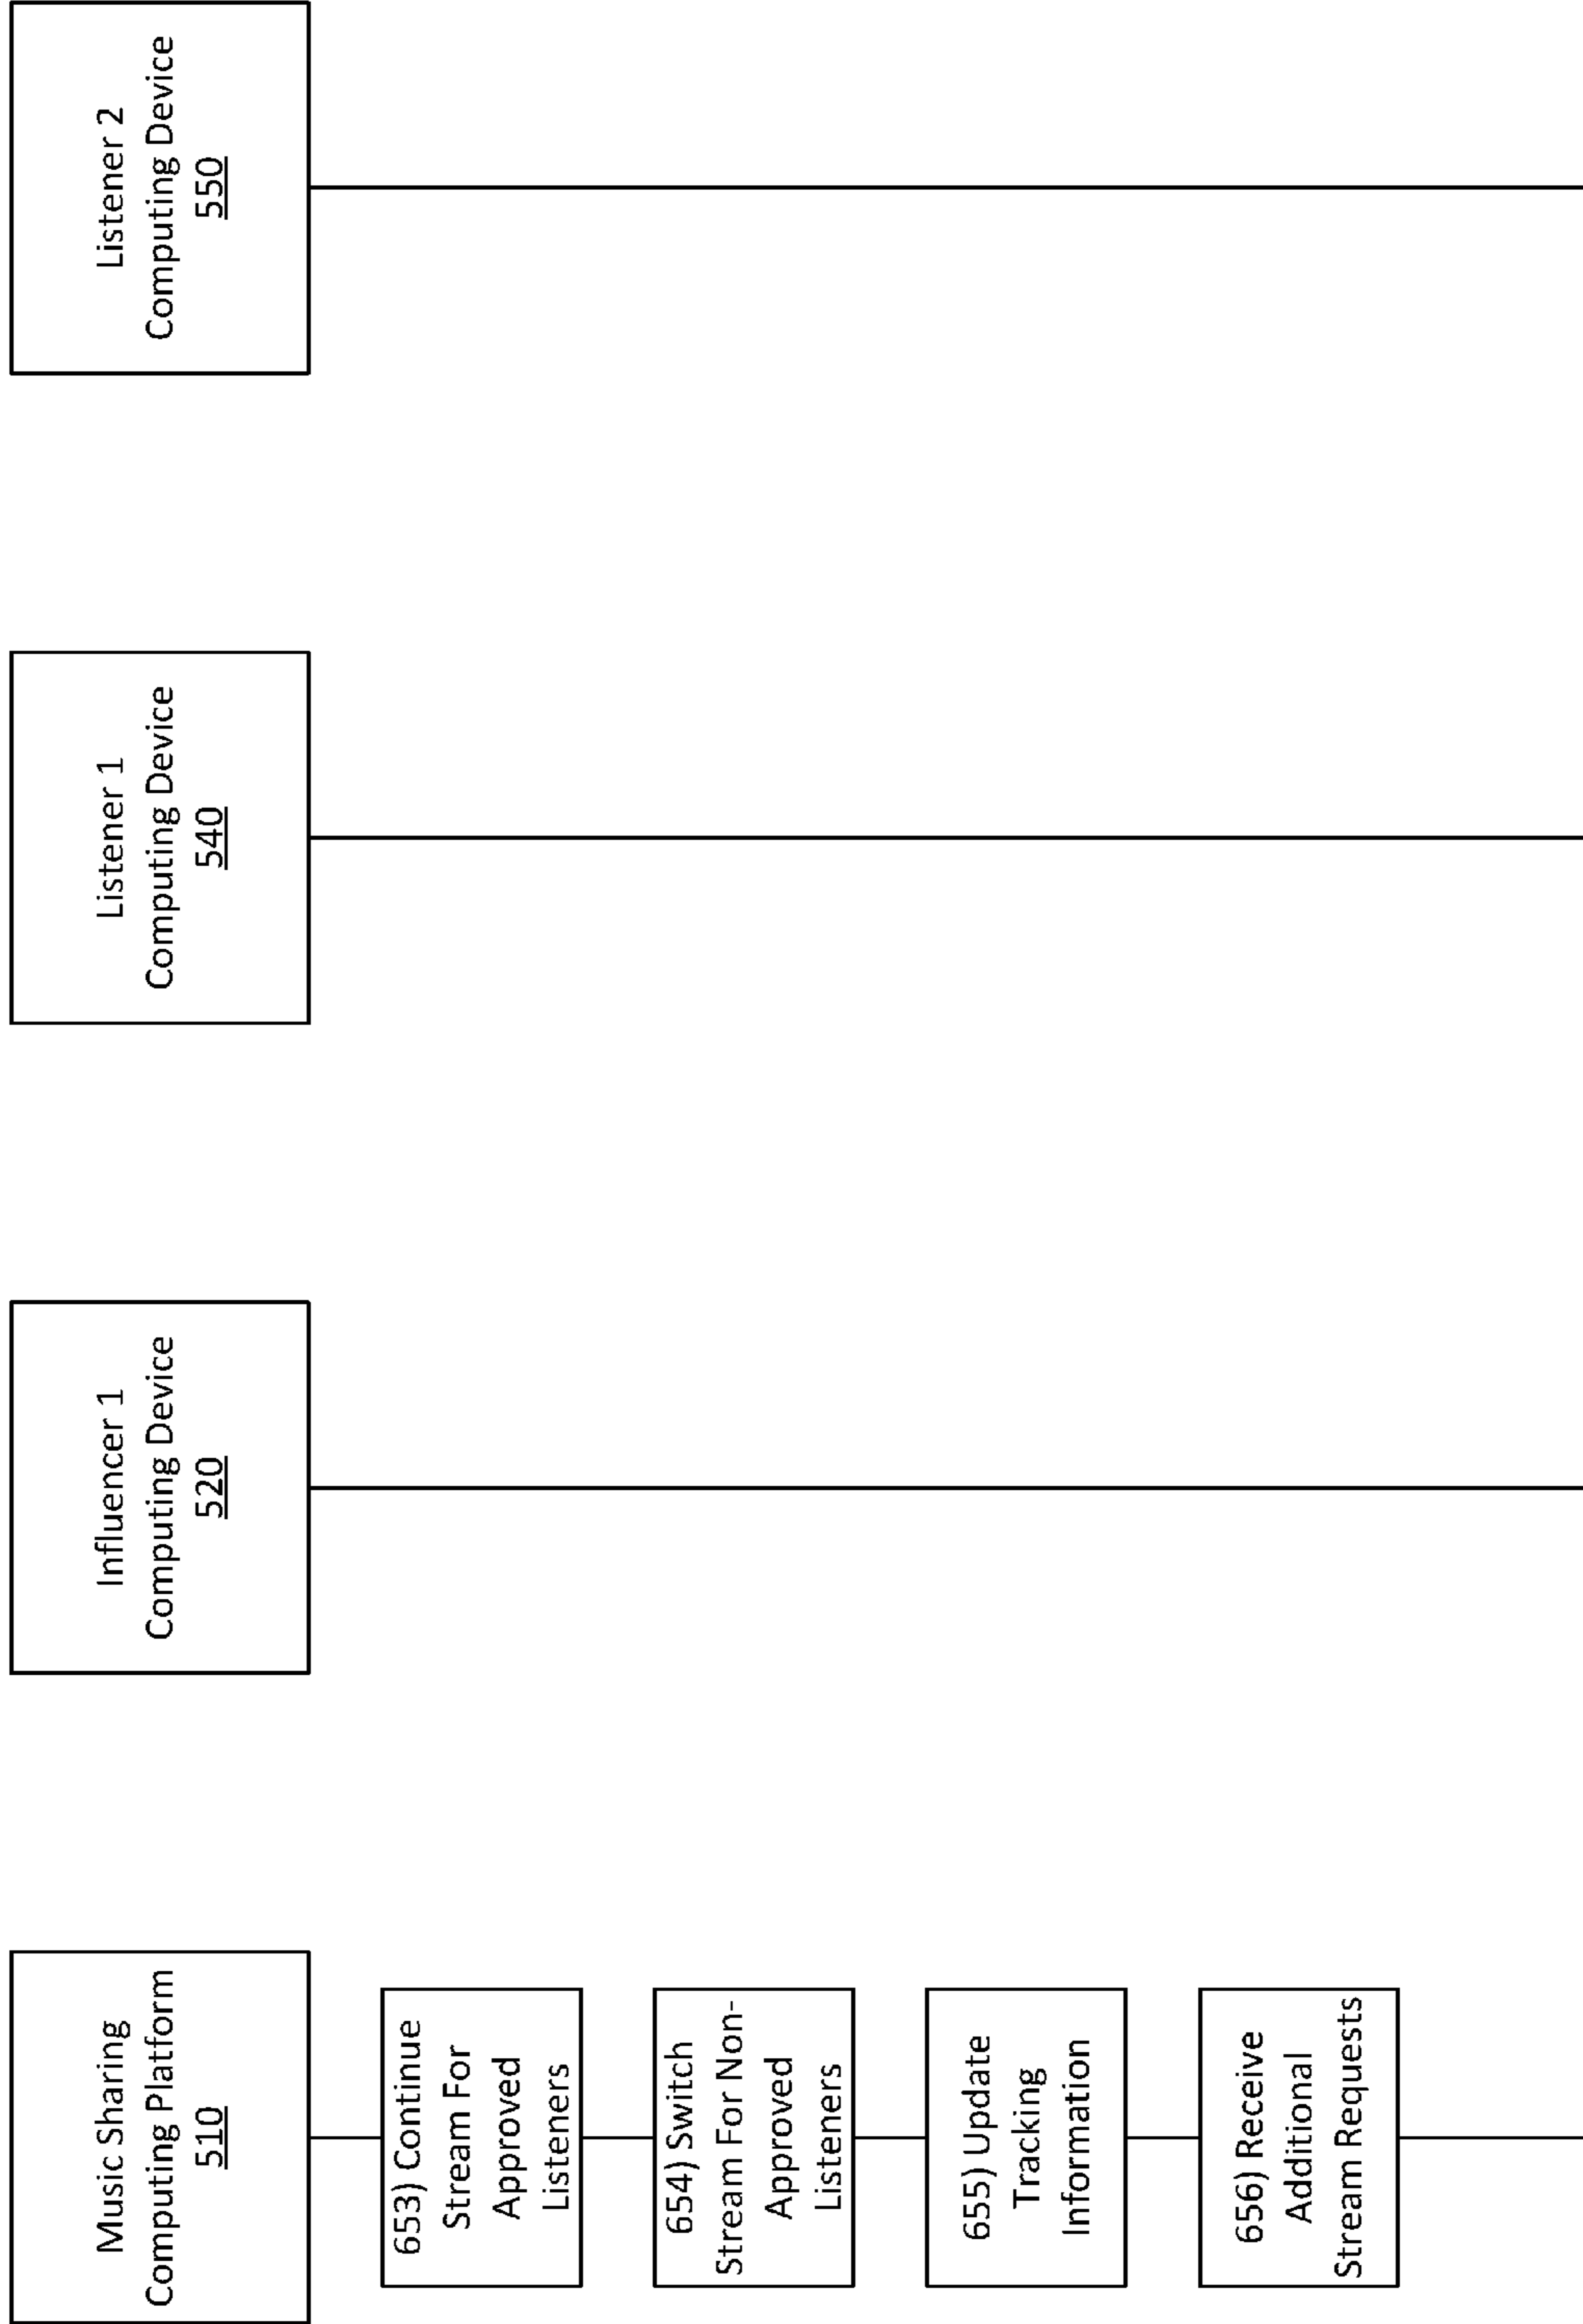 Music Sharing
Computing Platform
510
Influencer 1
Computing Device
520
Listener 1
Computing Device
540
Listener 2
Computing Device
550
653) Continue
Stream For
Approved
Listeners
654) Switch
Stream For Non-
Approved
Listeners
655) Update
Tracking
Information
656) Receive
Additional
Stream Requests